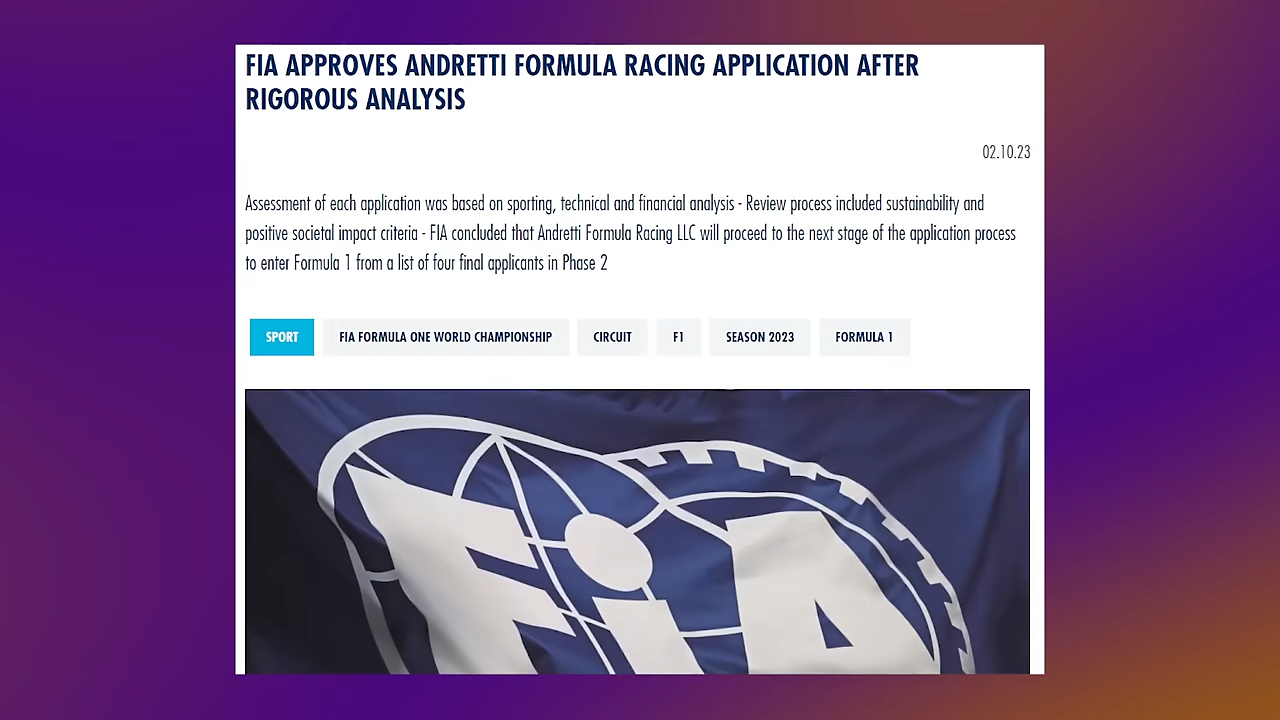 FIA APPROVES ANDRETTI FORMULA RACING APPLICATION AFTER
RIGOROUS ANALYSIS
02.10.23
Assessment of each application was based on sporting, technical and financial analysis - Review process included sustainability and
positive societal impact criteria - FIA concluded that Andretti Formula Racing LLC will proceed to the next stage of the application process
to enter Formula 1 from a list of four final applicants in Phase 2
SPORT FIA FORMULA ONE WORLD CHAMPIONSHIP CIRCUIT F1 SEASON 2023 FORMULA 1
FiA